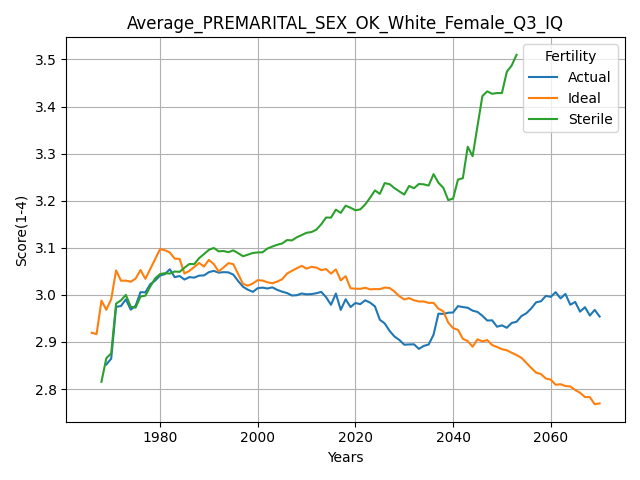 Average_PREMARITAL_SEX_OK_White_Female_Q3_IQ
Score(1-4)
3.5
3.4
3.3
3.2
3.1
3.0
2.9
2.8
Fertility
Actual
Ideal
Sterile
1980
2000
2020
2040
2060
Years